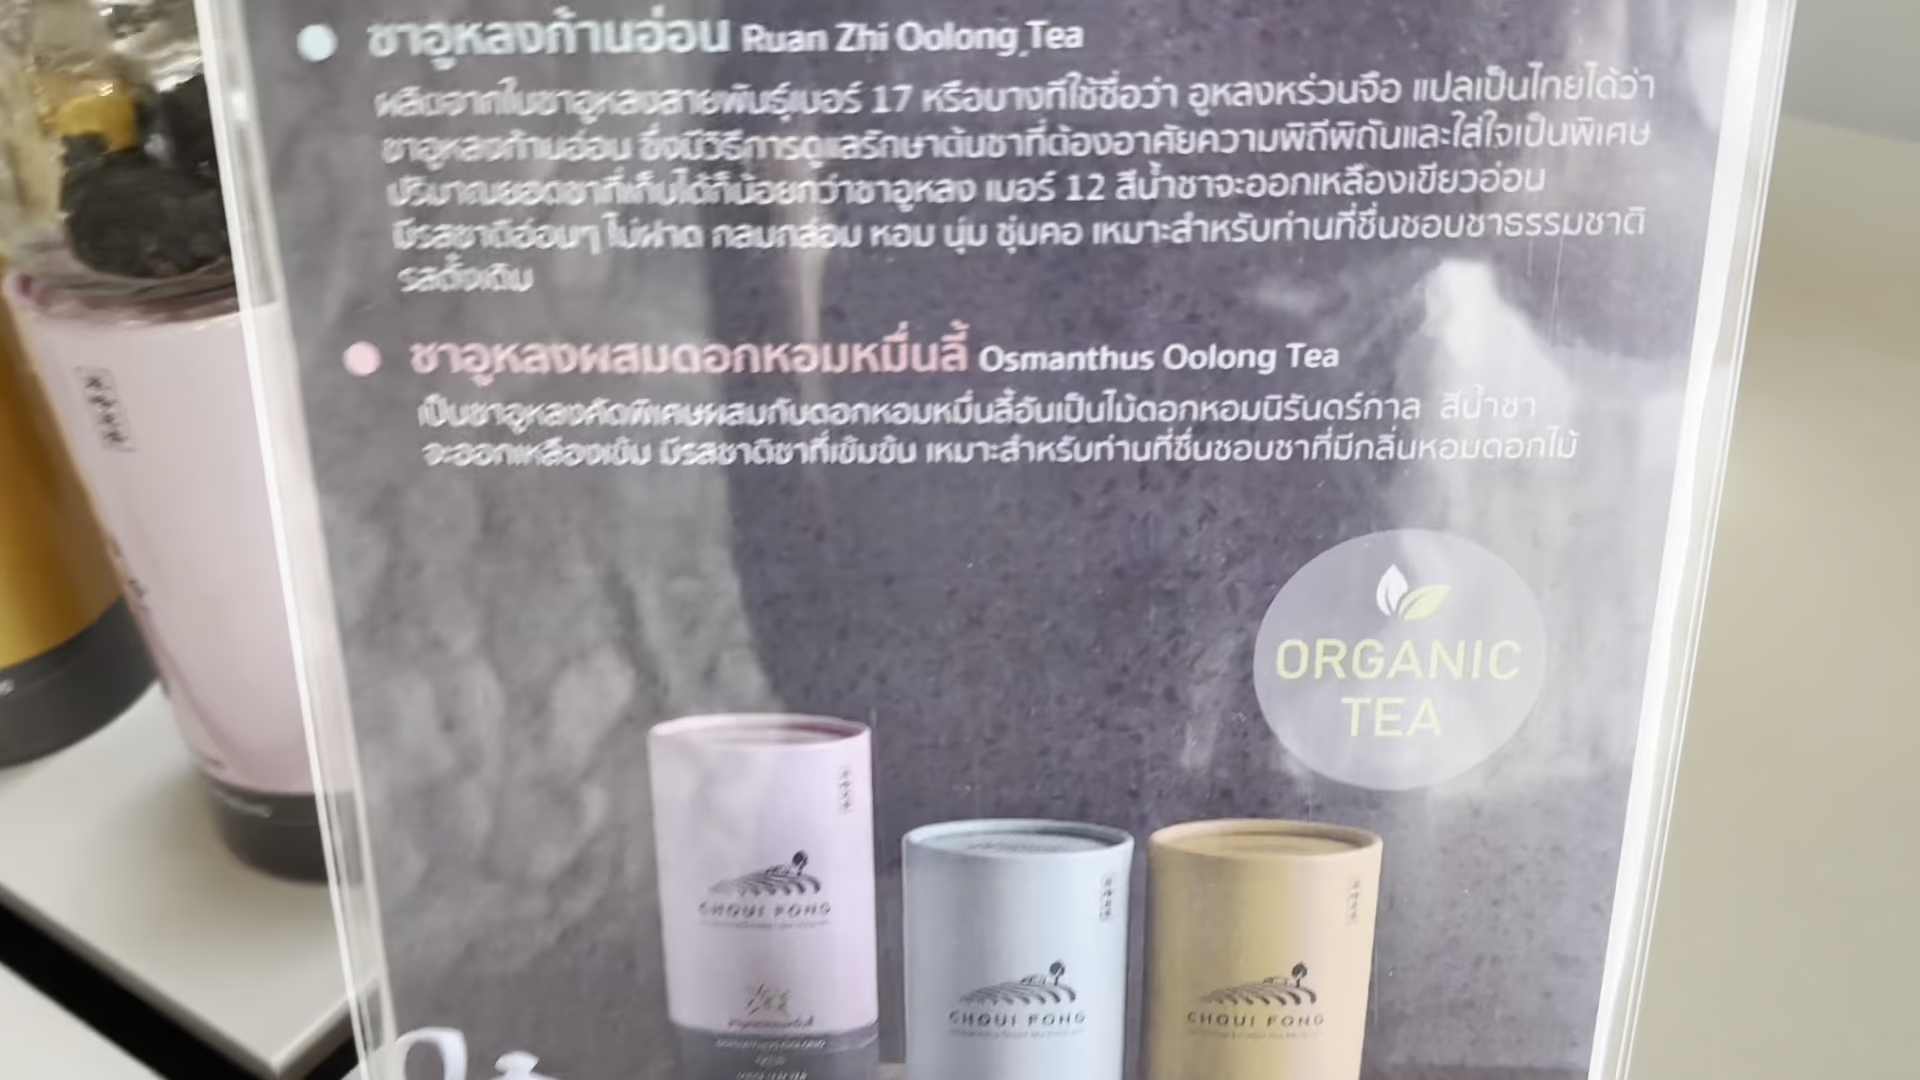 ชาอูหลงก้านอ่อน Ruan Zhi Oolong Tea
ผลิตจากใบชาอูหลงสายพันธุ์เบอร์ 17 หรือบางทีใช้ชื่อว่า อูหลงหร่วนจือ แปลเป็นไทยได้ว่า
ชาอูหลงก้านอ่อน ซึ่งมีวิธีการดูแลรักษาต้นชาที่ต้องอาศัยความพิถีพิถันและใส่ใจเป็นพิเศษ
ปริมาณยอดชาที่เก็บได้ก็น้อยกว่าชาอูหลง เบอร์ 12 สีน้ำชาจะออกเหลืองเขียวอ่อน
มีรสชาติอ่อนๆ ไม่ฝาด กลมกล่อม หอม นุ่ม ชุ่มคอ เหมาะสำหรับท่านที่ชื่นชอบชาธรรมชาติ
รสดั้งเดิม
ชาอูหลงผสมดอกหอมหมื่นลี้ Osmanthus Oolong Tea
เป็นชาอูหลงคัดพิเศษผสมกับดอกหอมหมื่นลี้อันเป็นไม้ดอกหอมนิรันดร์กาล สีน้ำชา
จะออกเหลืองเข้ม มีรสชาติชาที่เข้มข้น เหมาะสำหรับท่านที่ชื่นชอบชาที่มีกลิ่นหอมดอกไม้
ORGANIC
TEA
CHOUI FONG
CHOUI FONG
CHOUI FONG